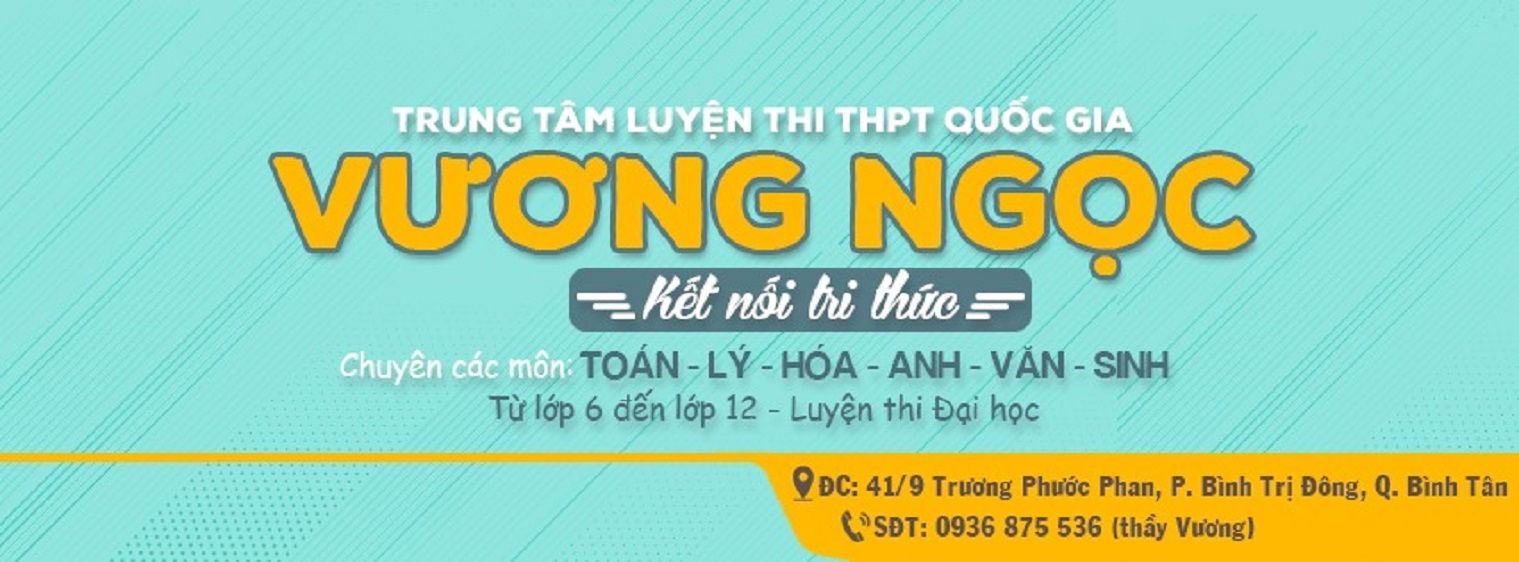 TRUNG TÂM LUYỆN THI THPT QUỐC GIA
VƯƠNG NGỌC
Kết nối tri thức
Chuyên các môn: TOÁN - LÝ - HÓA - ANH - VĂN - SINH
Từ lớp 6 đến lớp 12 - Luyện thi Đại học
ĐC: 41/9 Trương Phước Phan, P. Bình Trị Đông, Q. Bình Tân
SĐT: 0936 875 536 (thầy Vương)